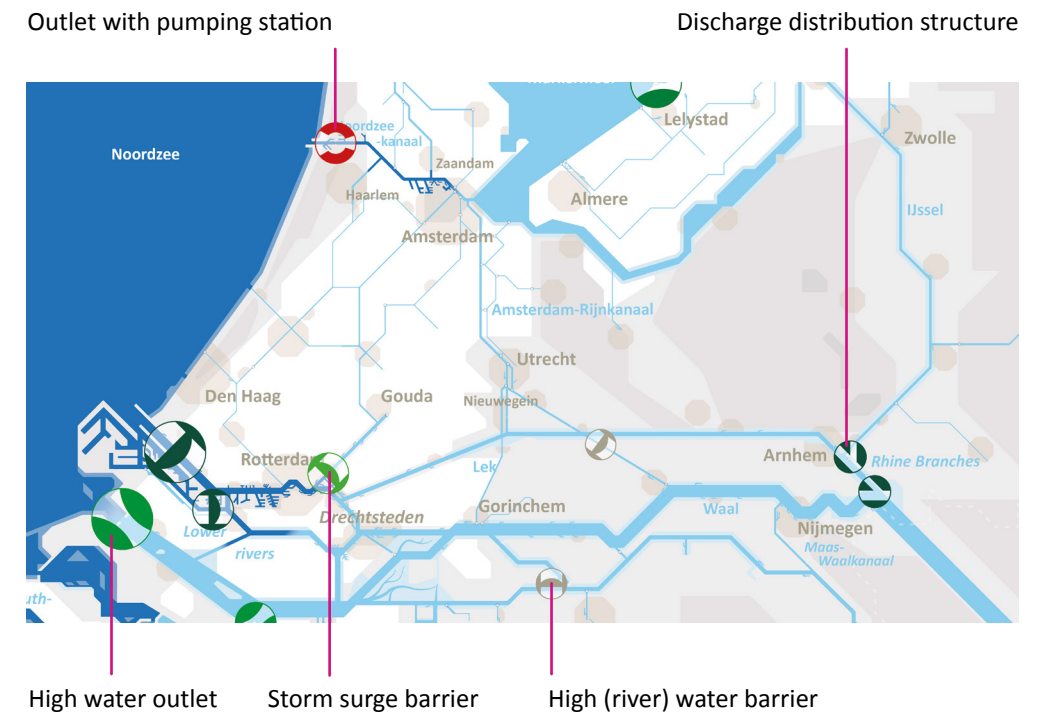 Outlet with pumping station
Discharge distribution structure
Lelystad
Noordzee
-kanaal
Zwolle
Noordzee
Zaandam
Haarlem
Almere
IJssel
Amsterdam
Amsterdam-Rijnkanaal
Utrecht
Den Haag
Gouda
Nieuwegein
Rotterdam
Arnhem
Rhine Branches
Lek
Drechtsteden
Gorinchem
Waal
Lower
rivers
Nijmegen
Maas-
Waalkanaal
uth-
High water outlet
Storm surge barrier
High (river) water barrier